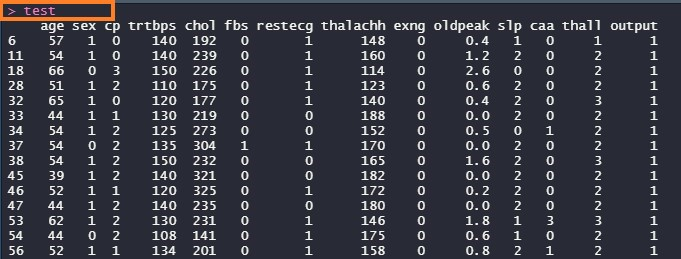 > test
age sex cp trtbps chol fbs restecg thalachh exng oldpeak slp caa thall output
6 57 1 0 140 192 0 1 148 0 0.4 1 0 1 1
11 54 1 0 140 239 0 1 160 0 1.2 2 0 2 1
18 66 0 3 150 226 0 1 114 0 2.6 0 0 2 1
28 51 1 2 110 175 0 1 123 0 0.6 2 0 2 1
32 65 1 0 120 177 0 1 140 0 0.4 2 0 3 1
33 44 1 1 130 219 0 0 188 0 0.0 2 0 2 1
34 54 1 2 125 273 0 0 152 0 0.5 0 1 2 1
37 54 0 2 135 304 1 1 170 0 0.0 2 0 2 1
38 54 1 2 150 232 0 0 165 0 1.6 2 0 3 1
45 39 1 2 140 321 0 0 182 0 0.0 2 0 2 1
46 52 1 1 120 325 0 1 172 0 0.2 2 0 2 1
47 44 1 2 140 235 0 0 180 0 0.0 2 0 2 1
53 62 1 2 130 231 0 1 146 0 1.8 1 3 3 1
54 44 0 2 108 141 0 1 175 0 0.6 1 0 2 1
56 52 1 1 134 201 0 1 158 0 0.8 2 1 2 1